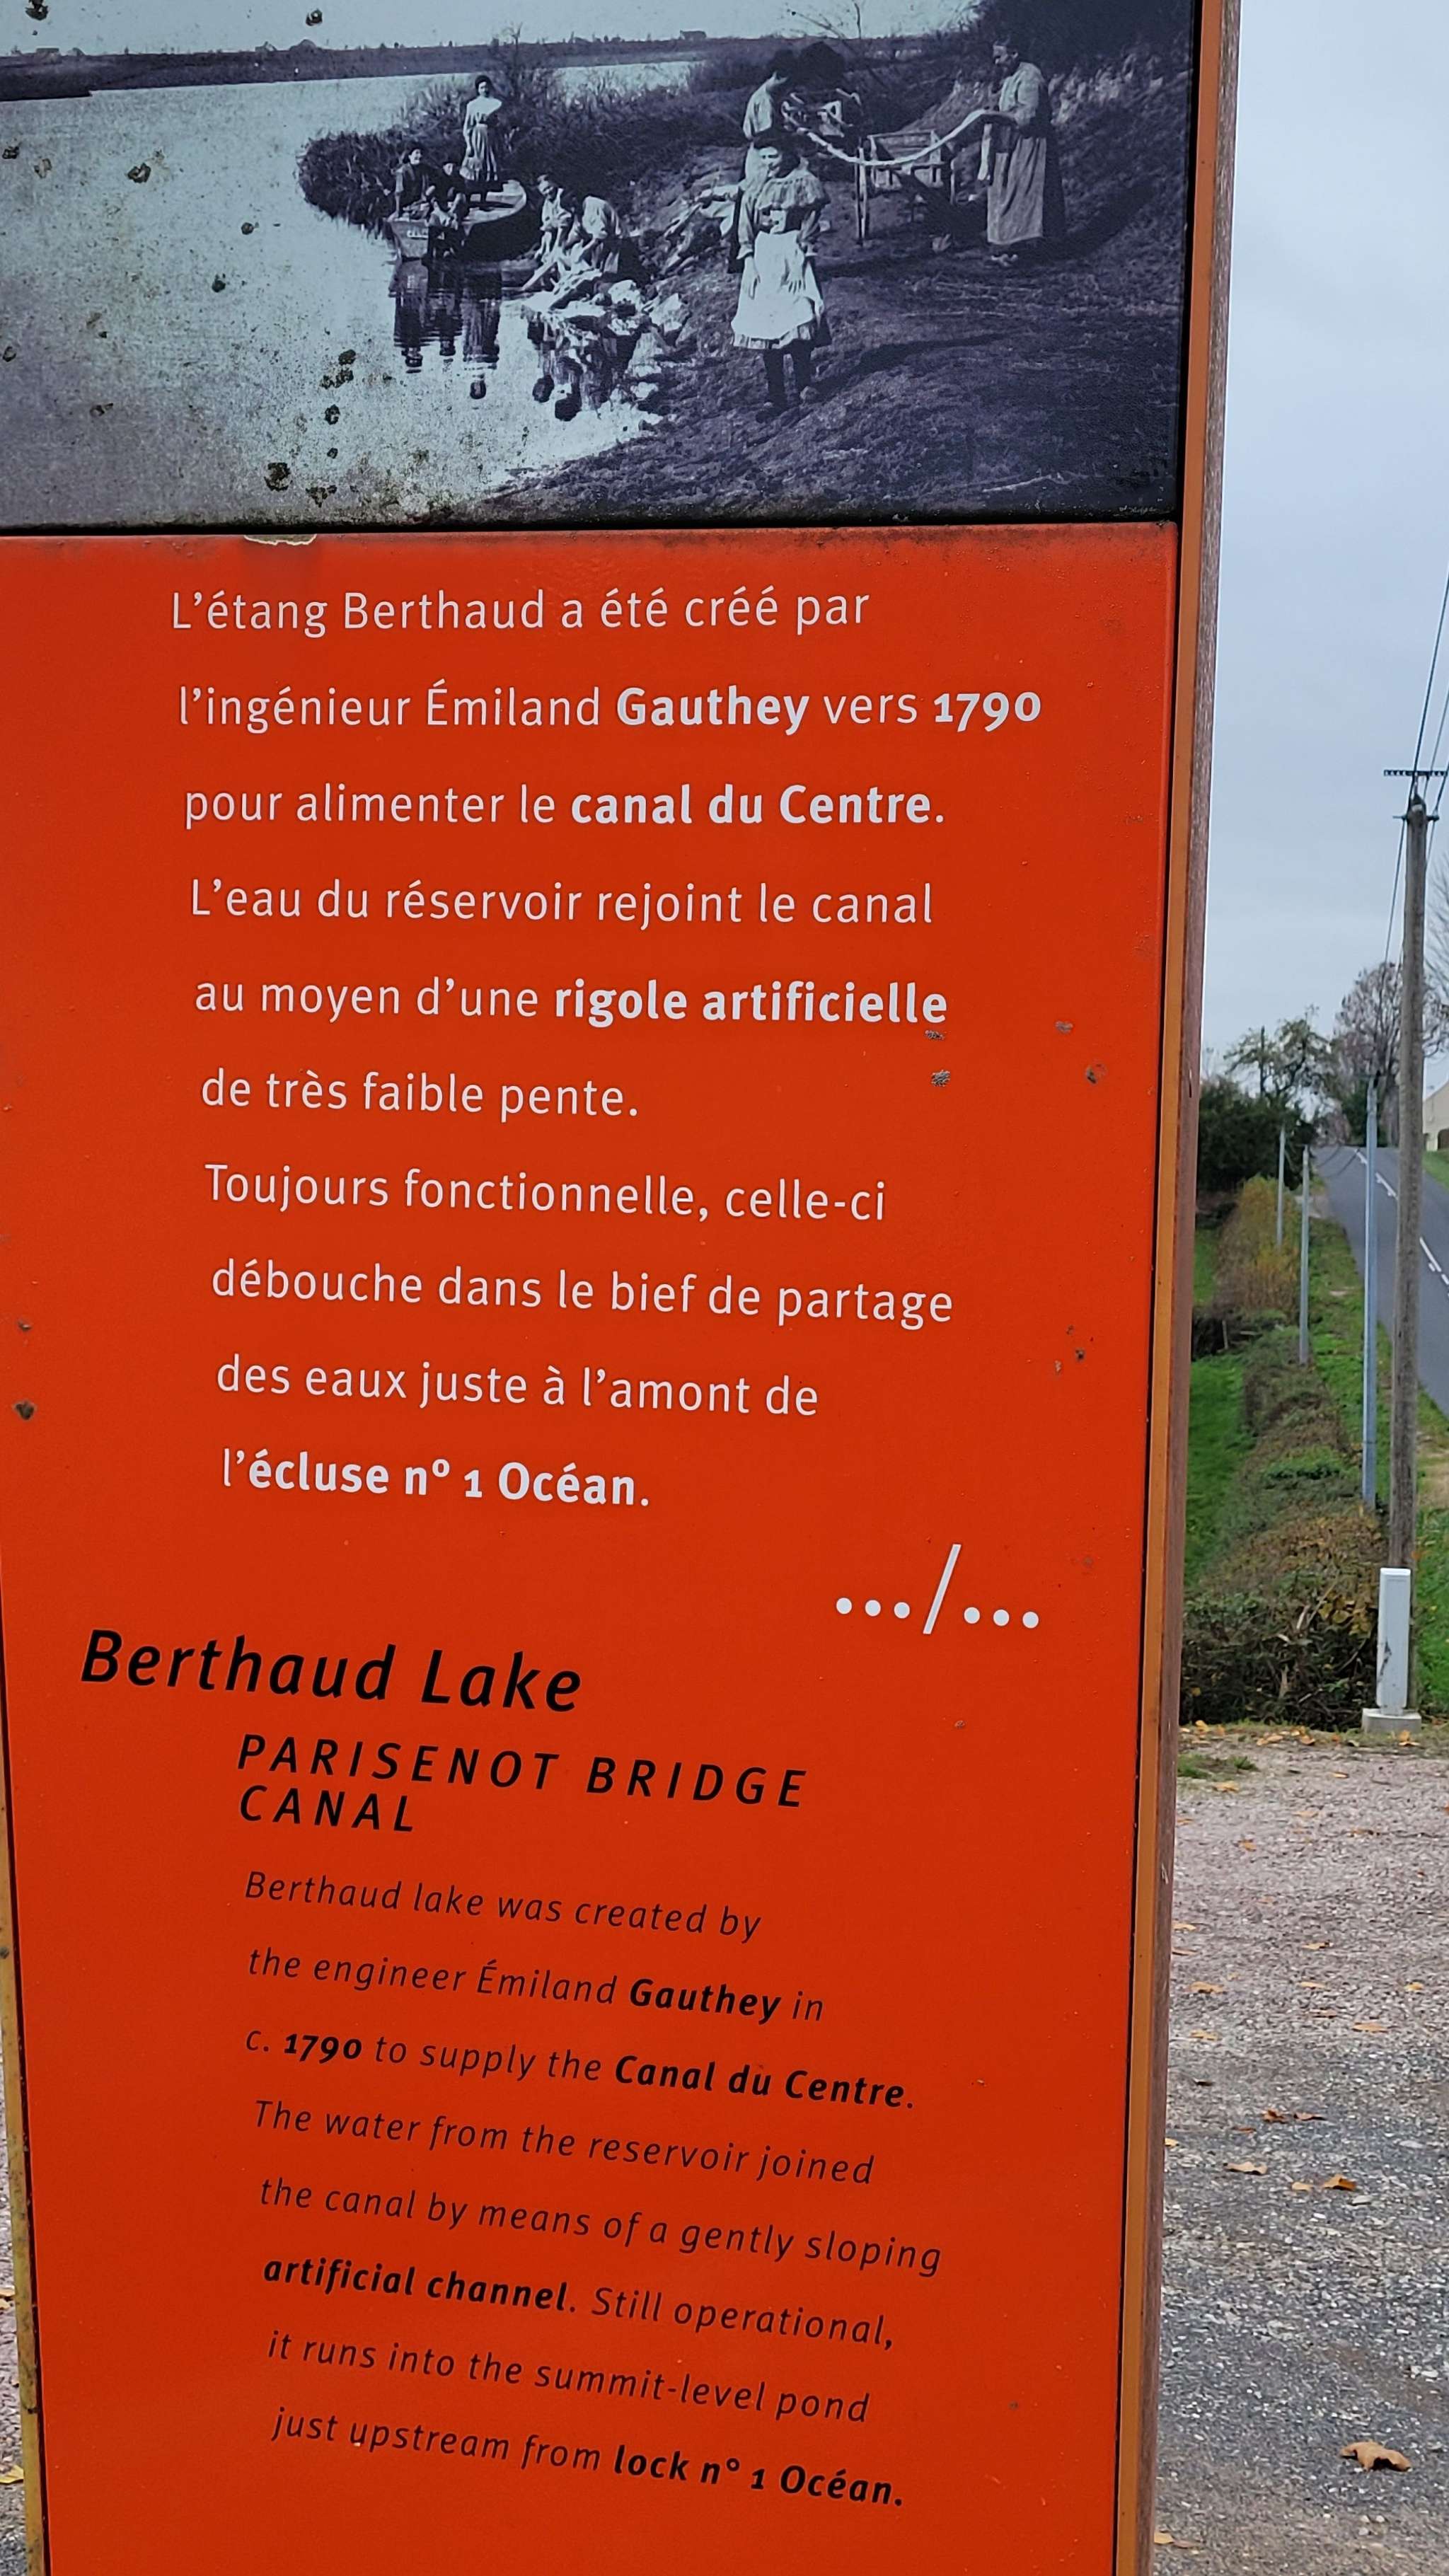 L’étang Berthaud a été créé par
l’ingénieur Émiland Gauthey vers 1790
pour alimenter le canal du Centre.
L’eau du réservoir rejoint le canal
au moyen d’une rigole artificielle
de très faible pente.
Toujours fonctionnelle, celle-ci
débouche dans le bief de partage
des eaux juste à l’amont de
l’écluse nº 1 Océan.
.../...
Berthaud Lake
PARISENOT BRIDGE
CANAL
Berthaud lake was created by
the engineer Émiland Gauthey in
c. 1790 to supply the Canal du Centre.
The water from the reservoir joined
the canal by means of a gently sloping
artificial channel. Still operational,
it runs into the summit-level pond
just upstream from lock n° 1 Océan.